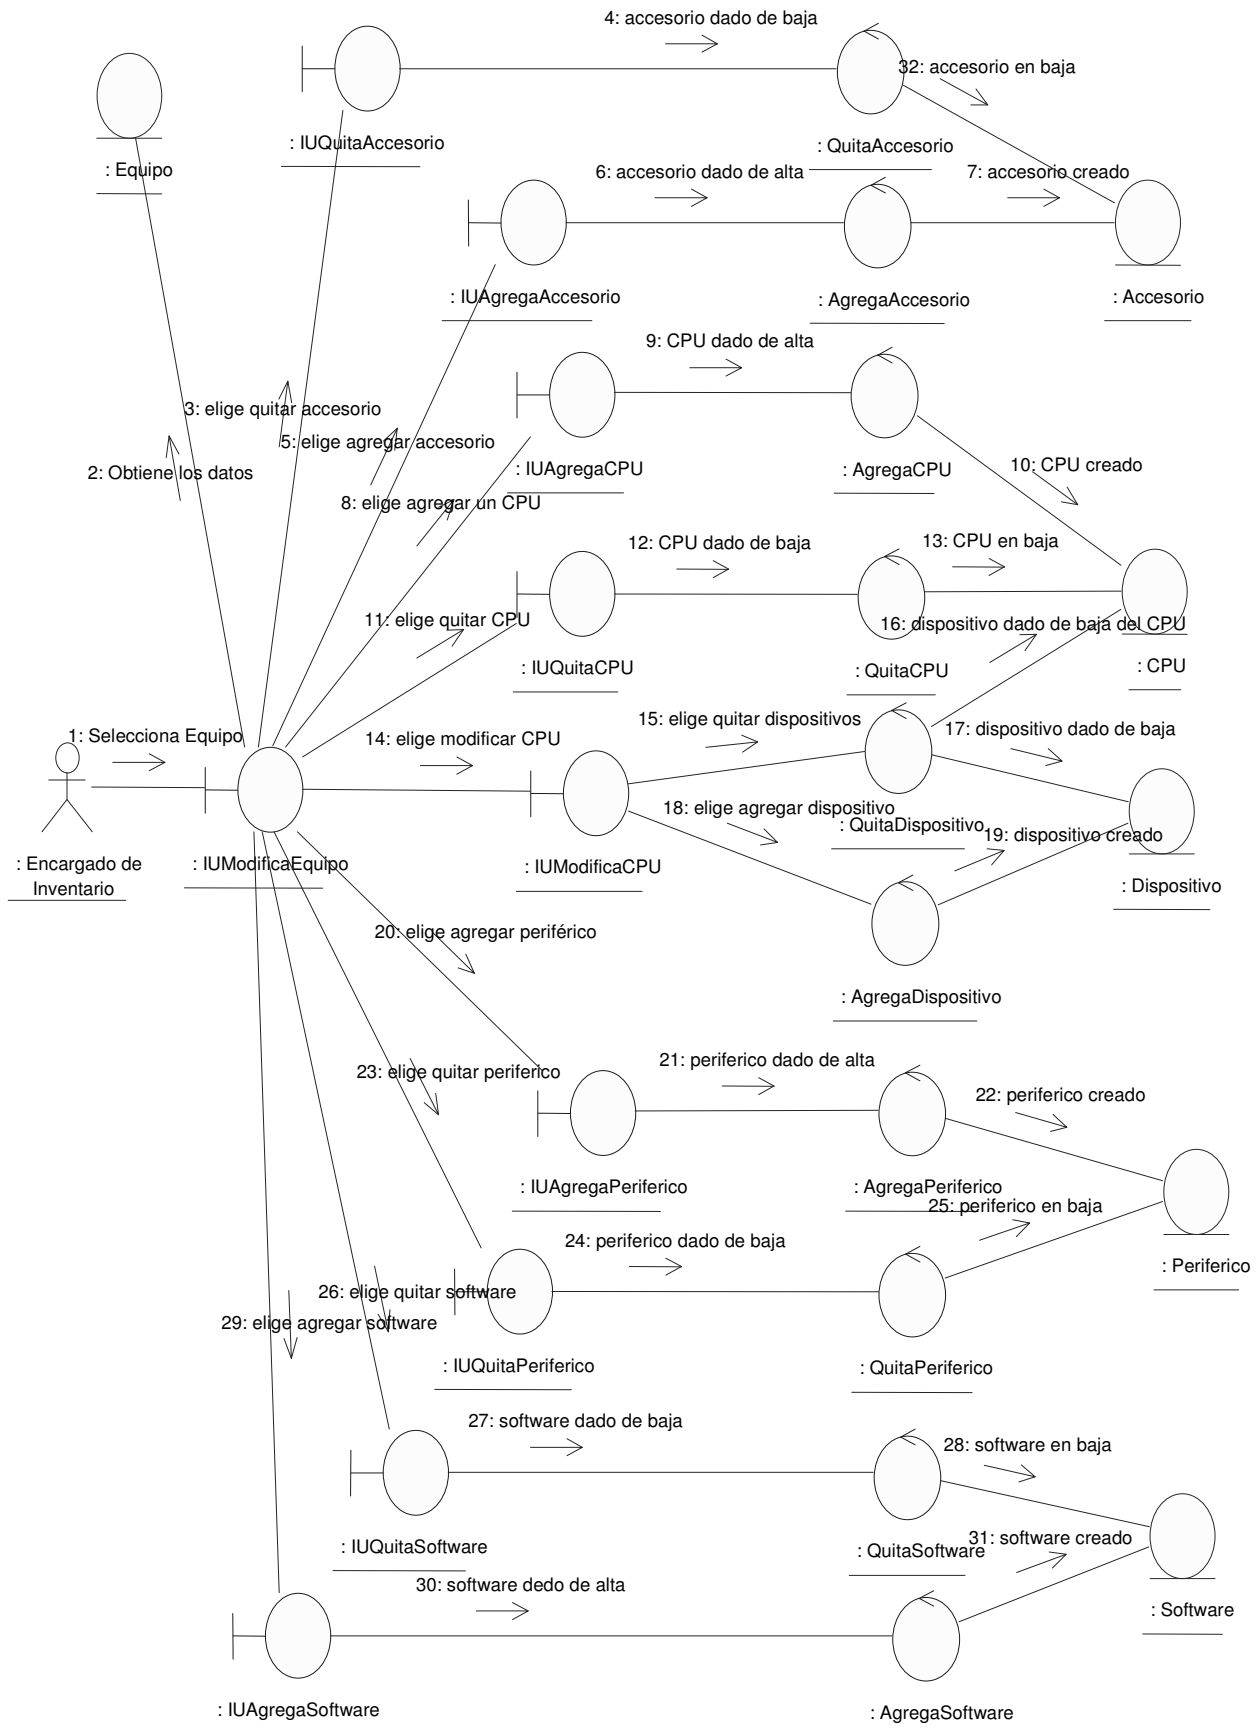 4: accesorio dado de baja
32: accesorio en baja
: IUQuitaAccesorio
: QuitaAccesorio
: Equipo
6: accesorio dado de alta
7: accesorio creado
: IUAgregaAccesorio
: AgregaAccesorio
: Accesorio
9: CPU dado de alta
3: elige quitar accesorio
5: elige agregar accesorio
2: Obtiene los datos
: IUAgregaCPU
: AgregaCPU
10: CPU creado
8: elige agregar un CPU
12: CPU dado de baja
13: CPU en baja
11: elige quitar CPU
16: dispositivo dado de baja del CPU
: IUQuitaCPU
: QuitaCPU
: CPU
1: Selecciona Equipo
14: elige modificar CPU
15: elige quitar dispositivos
17: dispositivo dado de baja
18: elige agregar dispositivo
: QuitaDispositivo
19: dispositivo creado
: Encargado de
Inventario
: IUModificaEquipo
: IUModificaCPU
: Dispositivo
20: elige agregar periférico
: AgregaDispositivo
23: elige quitar periferico
21: periferico dado de alta
22: periferico creado
: IUAgregaPeriferico
: AgregaPeriferico
25: periferico en baja
24: periferico dado de baja
: Periferico
26: elige quitar software
29: elige agregar software
: IUQuitaPeriferico
: QuitaPeriferico
27: software dado de baja
28: software en baja
: IUQuitaSoftware
: QuitaSoftware
31: software creado
30: software dedo de alta
: Software
: IUAgregaSoftware
: AgregaSoftware